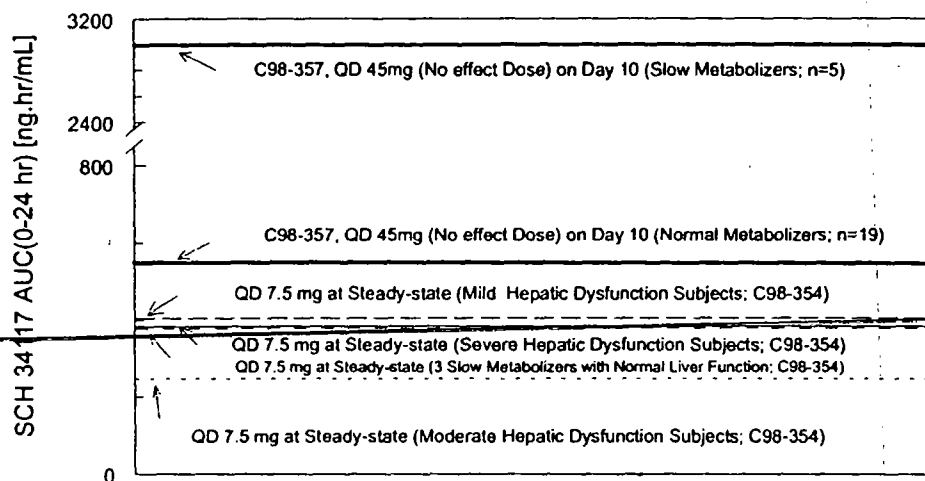 SCH 34117 AUC(0-24 hr) [ng.hr/mL]
3200
C98-357, QD 45mg (No effect Dose) on Day 10 (Slow Metabolizers; n=5)
2400
800
C98-357, QD 45mg (No effect Dose) on Day 10 (Normal Metabolizers; n=19)
QD 7.5 mg at Steady-state (Mild Hepatic Dysfunction Subjects; C98-354)
QD 7.5 mg at Steady-state (Severe Hepatic Dysfunction Subjects; C98-354)
QD 7.5 mg at Steady-state (3 Slow Metabolizers with Normal Liver Function; C98-354)
QD 7.5 mg at Steady-state (Moderate Hepatic Dysfunction Subjects; C98-354)
0